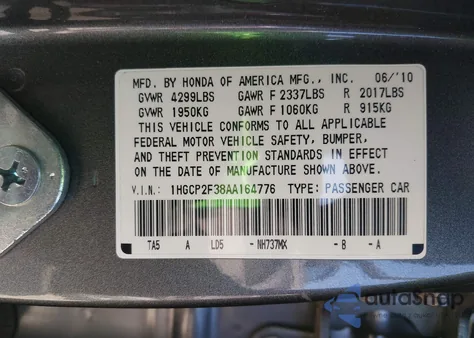 MFD. BY HONDA OF AMERICA MFG., INC. 06/'10
GVWR 4299LBS GAWR F 2337LBS R 2017LBS
GVWR 1950KG GAWR F 1060KG R 915KG
THIS VEHICLE CONFORMS TO ALL APPLICABLE
FEDERAL MOTOR VEHICLE SAFETY, BUMPER,
AND THEFT PREVENTION STANDARDS IN EFFECT
ON THE DATE OF MANUFACTURE SHOWN ABOVE.
V.I.N.: 1HGCP2F38AA164776 TYPE: PASSENGER CAR
TA5 A LD5 - NH737MX - B - A
autosnap